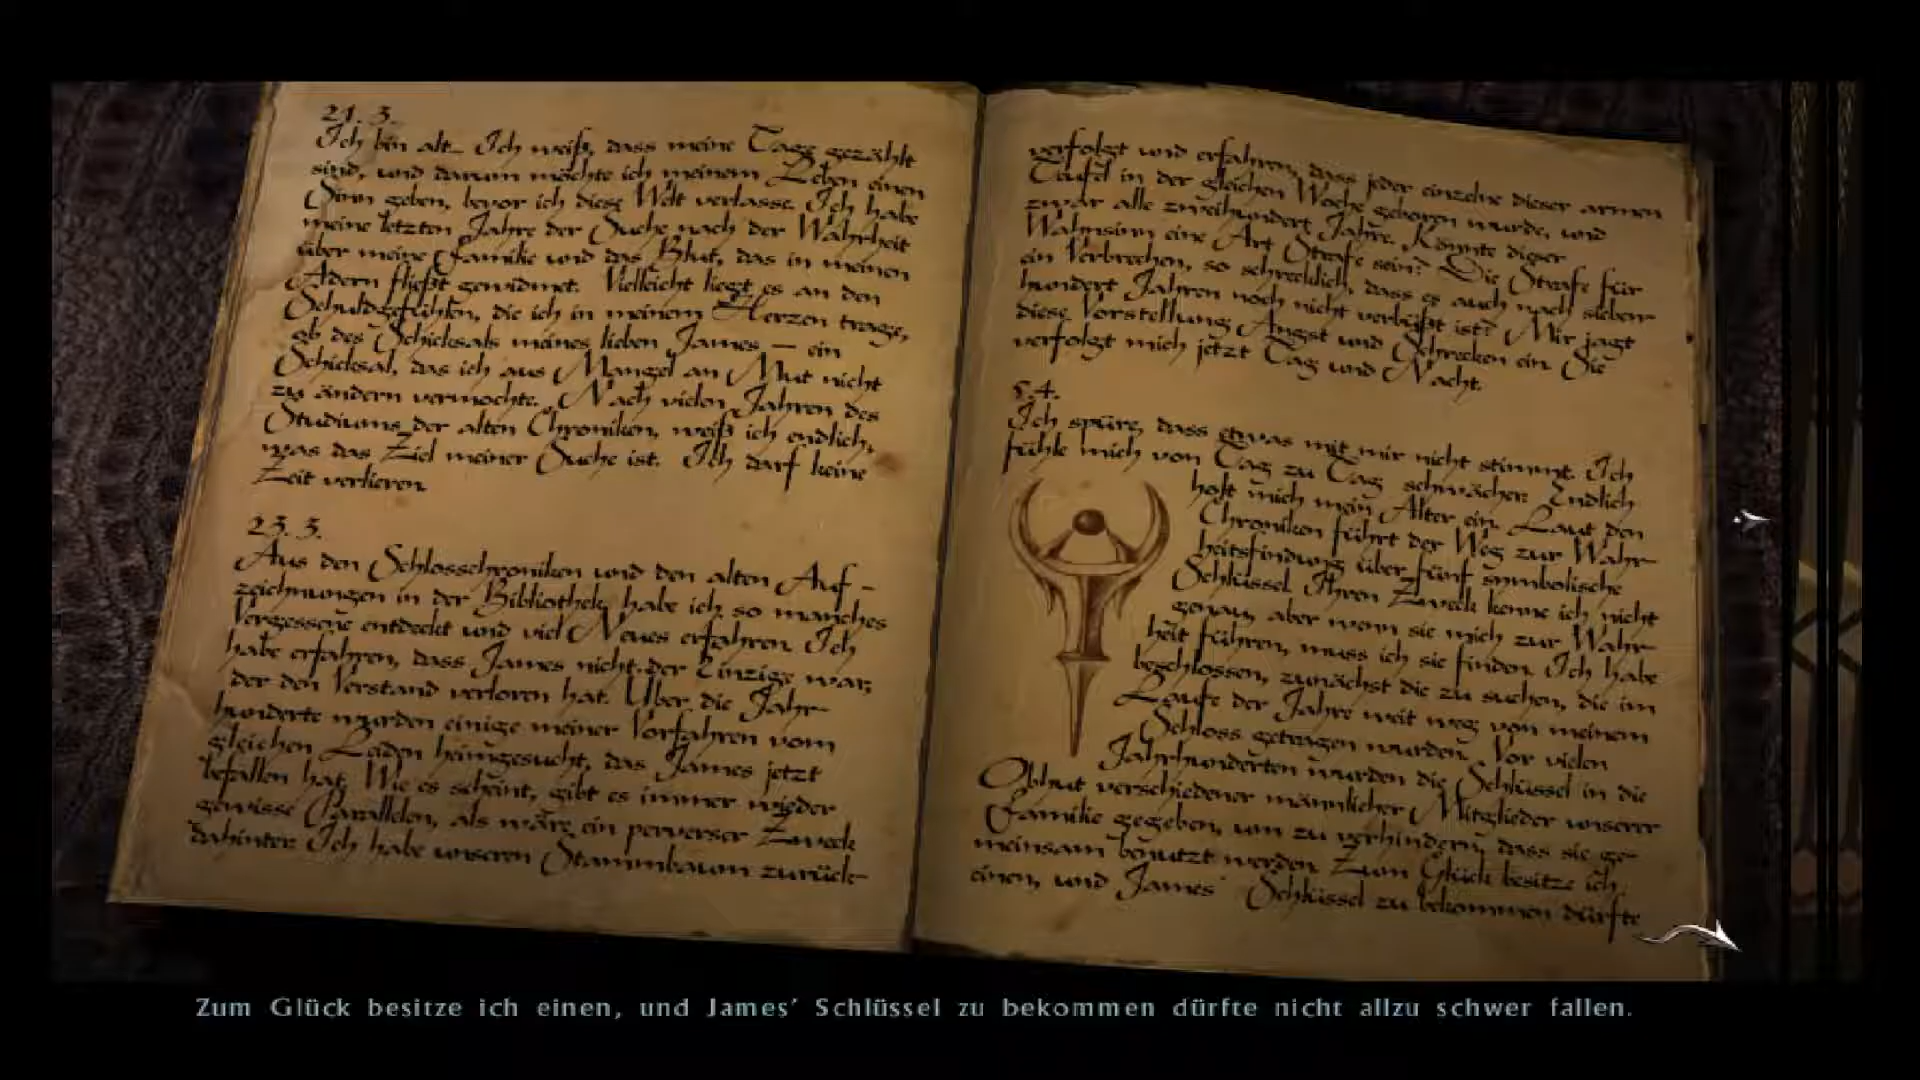 21. 3.
Ich bin alt. Ich weiß, dass meine Tage gezählt
sind, und darum möchte ich meinem Leben einen
Sinn geben, bevor ich diese Welt verlasse. Ich habe
meine letzten Jahre der Suche nach der Wahrheit
über meine Familie und das Blut, das in meinen
Adern fließt gewidmet. Vielleicht liegt es an den
Schuldgefühlen, die ich in meinem Herzen trage,
ob des Schicksals meines lieben James – ein
Schicksal, das ich aus Mangel an Mut nicht
zu ändern vermochte. Nach vielen Jahren des
Studiums der alten Chroniken, weiß ich endlich,
was das Ziel meiner Suche ist. Ich darf keine
Zeit verlieren.
23. 3.
Aus den Schlosschroniken und den alten Auf-
zeichnungen in der Bibliothek, habe ich so manches
Vergessene entdeckt und viel Neues erfahren. Ich
habe erfahren, dass James nicht der Einzige war,
der den Verstand verloren hat. Über die Jahr-
hunderte wurden einige meiner Vorfahren vom
gleichen Leiden heimgesucht, das James jetzt
befallen hat. Wie es scheint, gibt es immer wieder
gewisse Parallelen, als wäre ein perverser Zweck
dahinter. Ich habe unseren Stammbaum zurück-
verfolgt und erfahren, dass jeder einzelne dieser armen
Teufel in der gleichen Woche geboren wurde, und
zwar alle zweihundert Jahre. Könnte dieser
Wahnsinn eine Art Strafe sein? Die Strafe für
ein Verbrechen, so schrecklich, dass es auch nach sieben-
hundert Jahren noch nicht verbüßt ist? Mir jagt
diese Vorstellung Angst und Schrecken ein. Sie
verfolgt mich jetzt Tag und Nacht.
5.4.
Ich spüre, dass etwas mit mir nicht stimmt. Ich
fühle mich von Tag zu Tag schwächer. Endlich
holt mich mein Alter ein. Laut den
Chroniken führt der Weg zur Wahr-
heitsfindung über fünf symbolische
Schlüssel. Ihren Zweck kenne ich nicht
genau, aber wenn sie mich zur Wahr-
heit führen, muss ich sie finden. Ich habe
beschlossen, zunächst die zu suchen, die im
Laufe der Jahre weit weg von meinem
Schloss getragen wurden. Vor vielen
Jahrhunderten wurden die Schlüssel in die
Obhut verschiedener männlicher Mitglieder unserer
Familie gegeben, um zu verhindern, dass sie ge-
meinsam benutzt werden. Zum Glück besitze ich
einen, und James' Schlüssel zu bekommen dürfte
Zum Glück besitze ich einen, und James' Schlüssel zu bekommen dürfte nicht allzu schwer fallen.